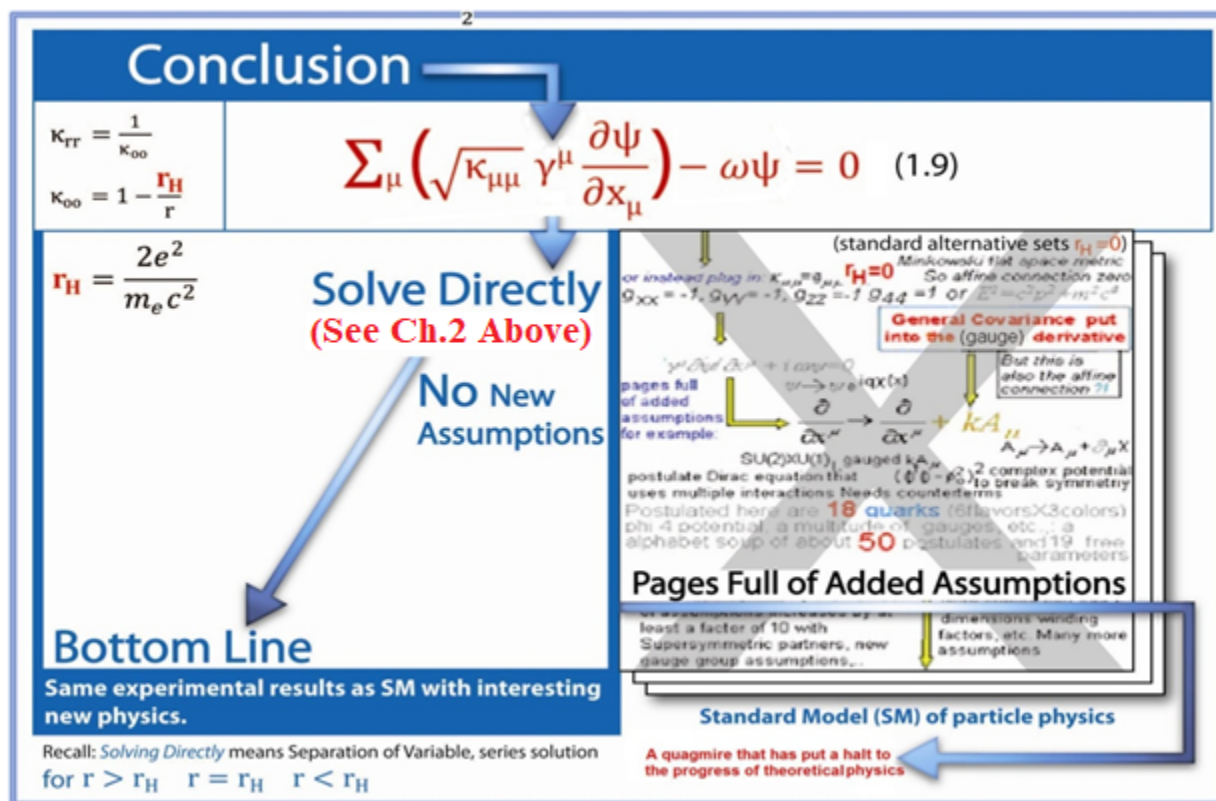 2
Conclusion
κrr = 1/κoo
κoo = 1 − rH/r
∑μ (√κμμ γ^μ ∂ψ/∂xμ) − ωψ = 0 (1.9)
rH = 2e²/(m_e c²)
Solve Directly
(See Ch.2 Above)
No New
Assumptions
Bottom Line
Same experimental results as SM with interesting
new physics.
Recall: Solving Directly means Separation of Variable, series solution
for r > rH r = rH r < rH
(standard alternative sets rH=0)
Minkowski flat space metric
or instead plug in: rH=0 So affine connection zero
gxx = -1, gyy= -1, gzz =-1 g44 =1 or E²=c²p²+m²c⁴
General Covariance put
into the (gauge) derivative
But this is
also the affine
connection ?!
pages full
of added
assumptions
for example:
∂/∂x^μ → ∂/∂x^μ + kAμ
Aμ→Aμ+∂μX
SU(2)XU(1)L gauged kAμ
postulate Dirac equation that complex potential
uses multiple interactions Needs counterterms to break symmetry
Postulated here are 18 quarks (6flavorsX3colors)
phi 4 potential, a multitude of gauges, etc.,: a
alphabet soup of about 50 postulates and 19 free
parameters
Pages Full of Added Assumptions
of assumptions increases by at
least a factor of 10 with
Supersymmetric partners, new
gauge group assumptions,..
dimensions winding
factors, etc. Many more
assumptions
Standard Model (SM) of particle physics
A quagmire that has put a halt to
the progress of theoretical physics